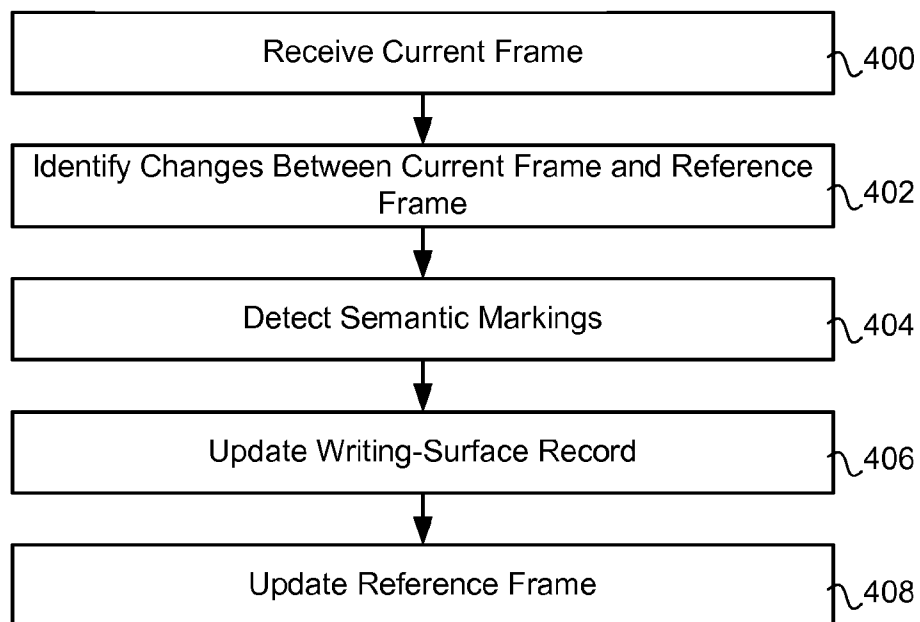 Receive Current Frame
400
Identify Changes Between Current Frame and Reference
Frame
402
Detect Semantic Markings
404
Update Writing-Surface Record
406
Update Reference Frame
408